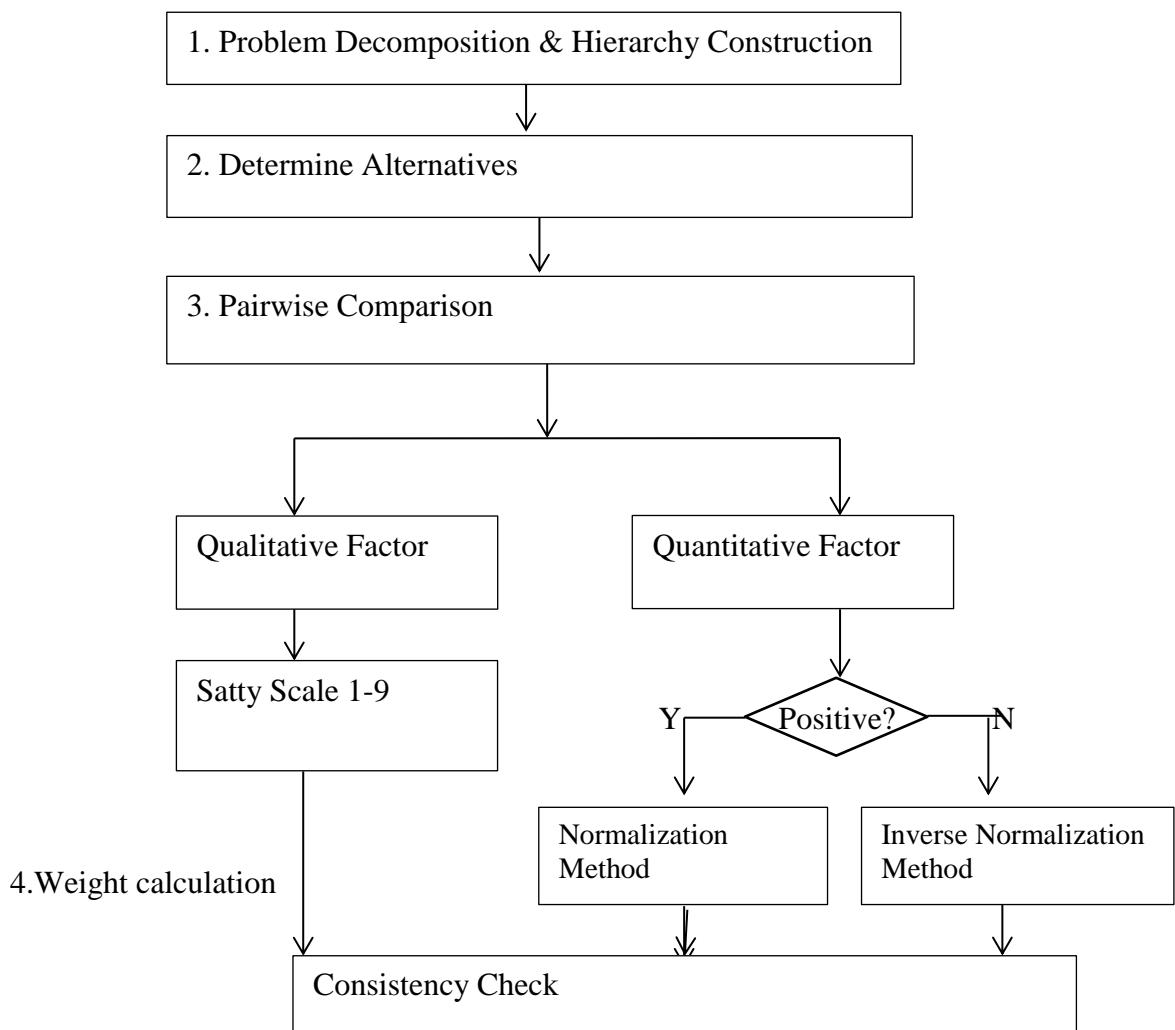 1. Problem Decomposition & Hierarchy Construction
2. Determine Alternatives
3. Pairwise Comparison
Qualitative Factor
Quantitative Factor
Satty Scale 1-9
Y
Positive?
N
Normalization
Method
Inverse Normalization
Method
4.Weight calculation
Consistency Check